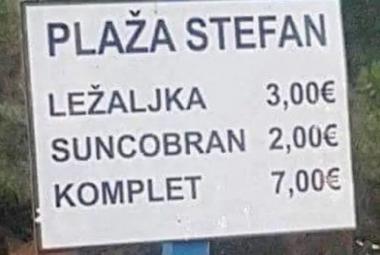 PLAŽA STEFAN
LEŽALJKA 3,00€
SUNCOBRAN 2,00€
KOMPLET 7,00€